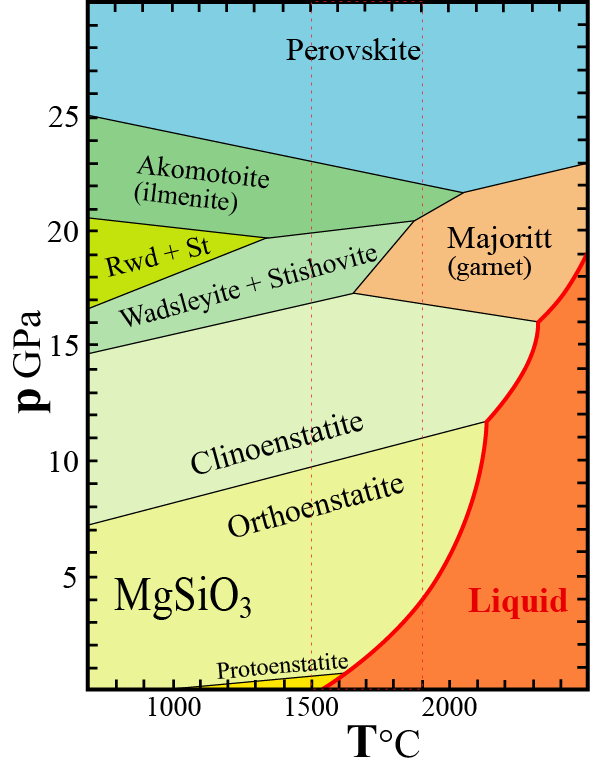 Perovskite
25
Akomotoite
(ilmenite)
20
Rwd + St
Majoritt
(garnet)
Wadsleyite + Stishovite
15
p GPa
Clinoenstatite
10
Orthoenstatite
5
MgSiO₃
Liquid
Protoenstatite
1000
1500
2000
T°C